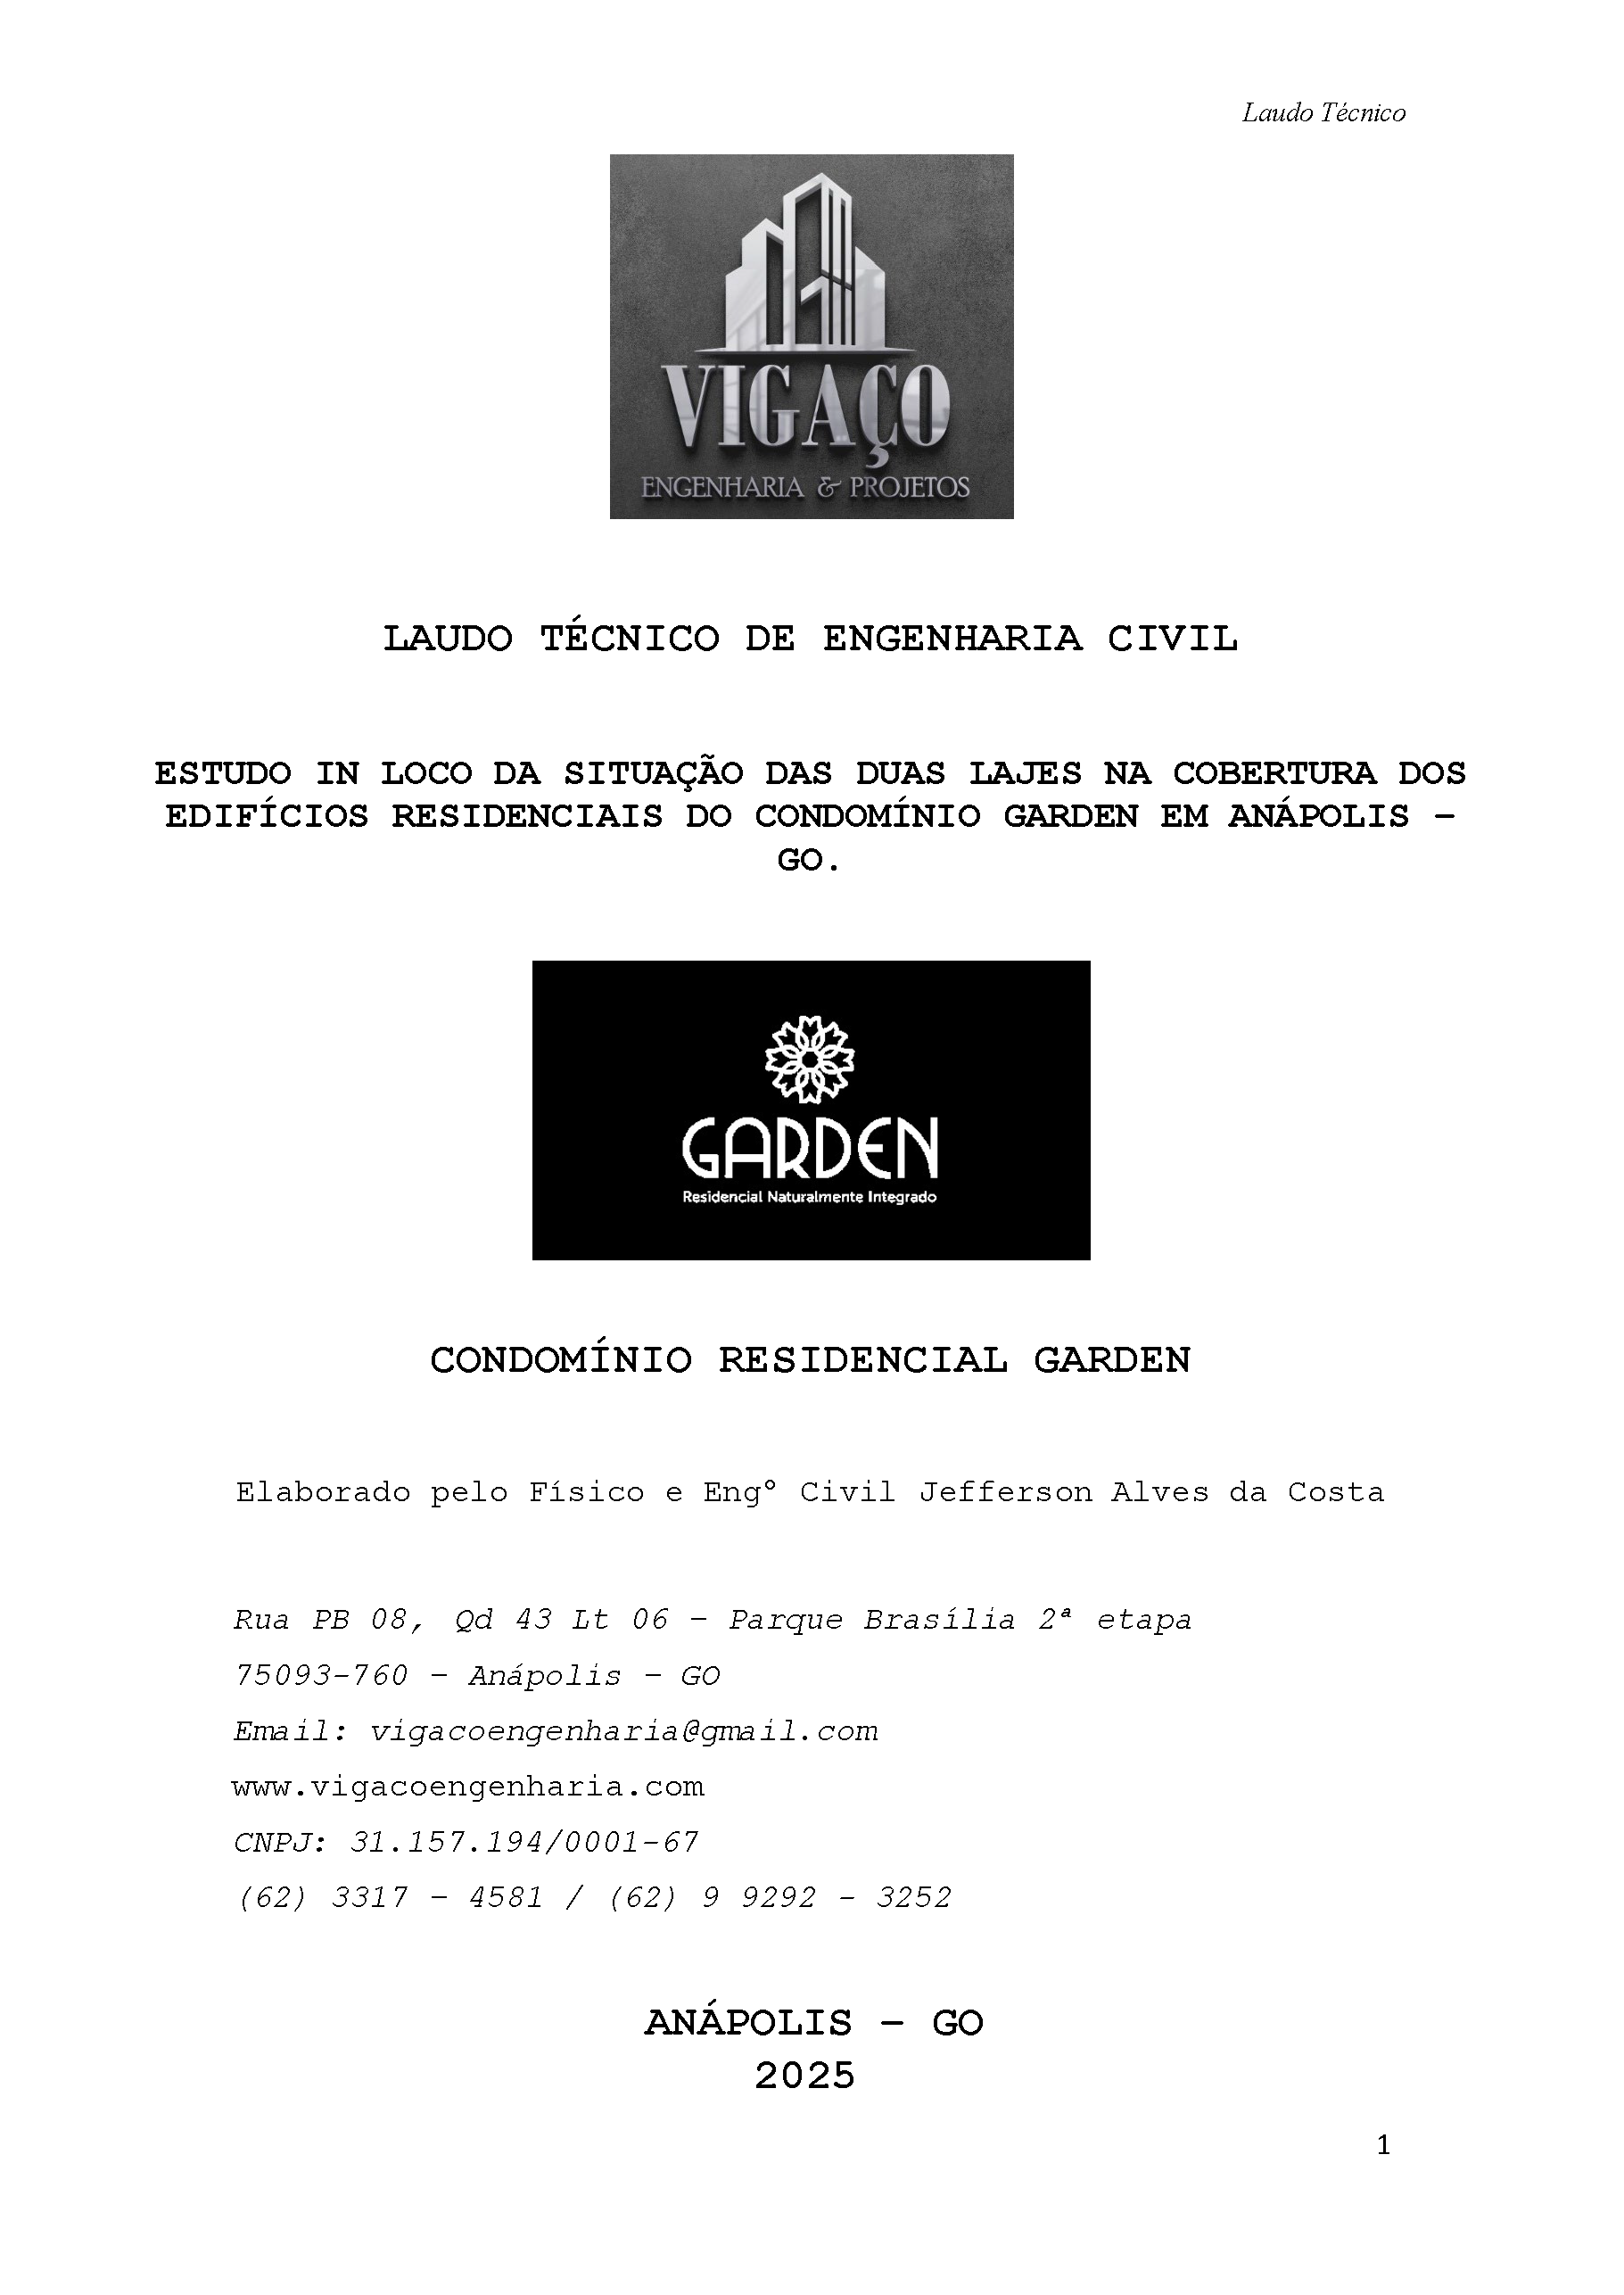 Laudo Técnico
VIGAÇO
ENGENHARIA & PROJETOS
LAUDO TÉCNICO DE ENGENHARIA CIVIL
ESTUDO IN LOCO DA SITUAÇÃO DAS DUAS LAJES NA COBERTURA DOS
EDIFÍCIOS RESIDENCIAIS DO CONDOMÍNIO GARDEN EM ANÁPOLIS –
GO.
GARDEN
Residencial Naturalmente Integrado
CONDOMÍNIO RESIDENCIAL GARDEN
Elaborado pelo Físico e Engº Civil Jefferson Alves da Costa
Rua PB 08, Qd 43 Lt 06 – Parque Brasília 2ª etapa
75093-760 – Anápolis – GO
Email: vigacoengenharia@gmail.com
www.vigacoengenharia.com
CNPJ: 31.157.194/0001-67
(62) 3317 – 4581 / (62) 9 9292 - 3252
ANÁPOLIS – GO
2025
1